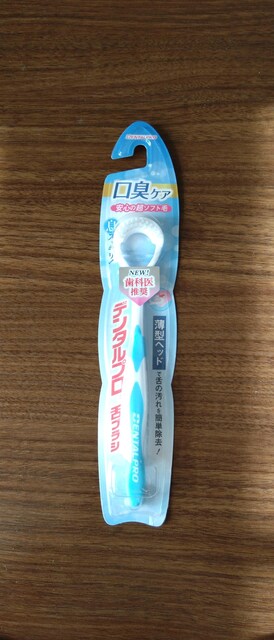 口臭ケア
安心の超ソフト毛
NEW!
歯科医
推奨
薄型ヘッド
で舌の汚れを簡単除去!
デンタルプロ 舌ブラシ
DENTALPRO